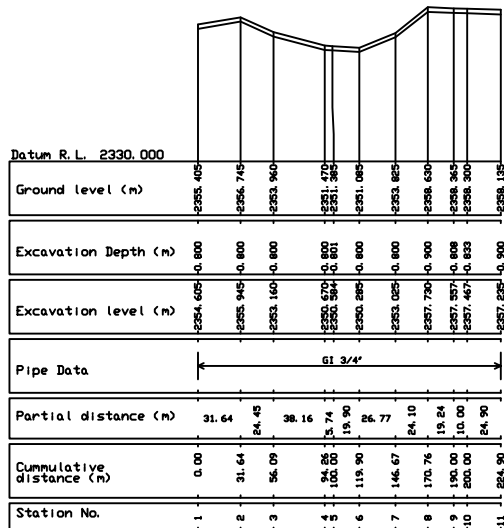 Datum R. L. 2330. 000
Ground level (m) 2355. 405 2356. 745 2353. 960 2351. 470 2351. 385 2351. 085 2353. 825 2358. 630 2358. 365 2358. 300 2358. 135
Excavation Depth (m) -0. 800 -0. 800 -0. 800 -0. 800 -0. 801 -0. 800 -0. 800 -0. 900 -0. 808 -0. 833 -0. 900
Excavation level (m) 2354. 605 2355. 945 2353. 160 2350. 670 2350. 584 2350. 285 2353. 025 2357. 730 2357. 557 2357. 467 2357. 235
Pipe Data GI 3/4"
Partial distance (m) 31. 64 24. 45 38. 16 5. 74 19. 90 26. 77 24. 10 19. 24 10. 00 24. 90
Cummulative
distance (m) 0. 00 31. 64 56. 09 94. 26 100. 00 119. 90 146. 67 170. 76 190. 00 200. 00 224. 90
Station No. 1 2 3 4 5 6 7 8 9 10 11